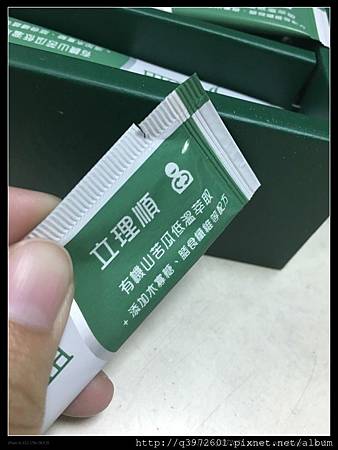 立理順
有機山苦瓜低溫萃取
+ 添加木寡糖、膳食纖維等配方
http://q3972601.pixnet.net/album